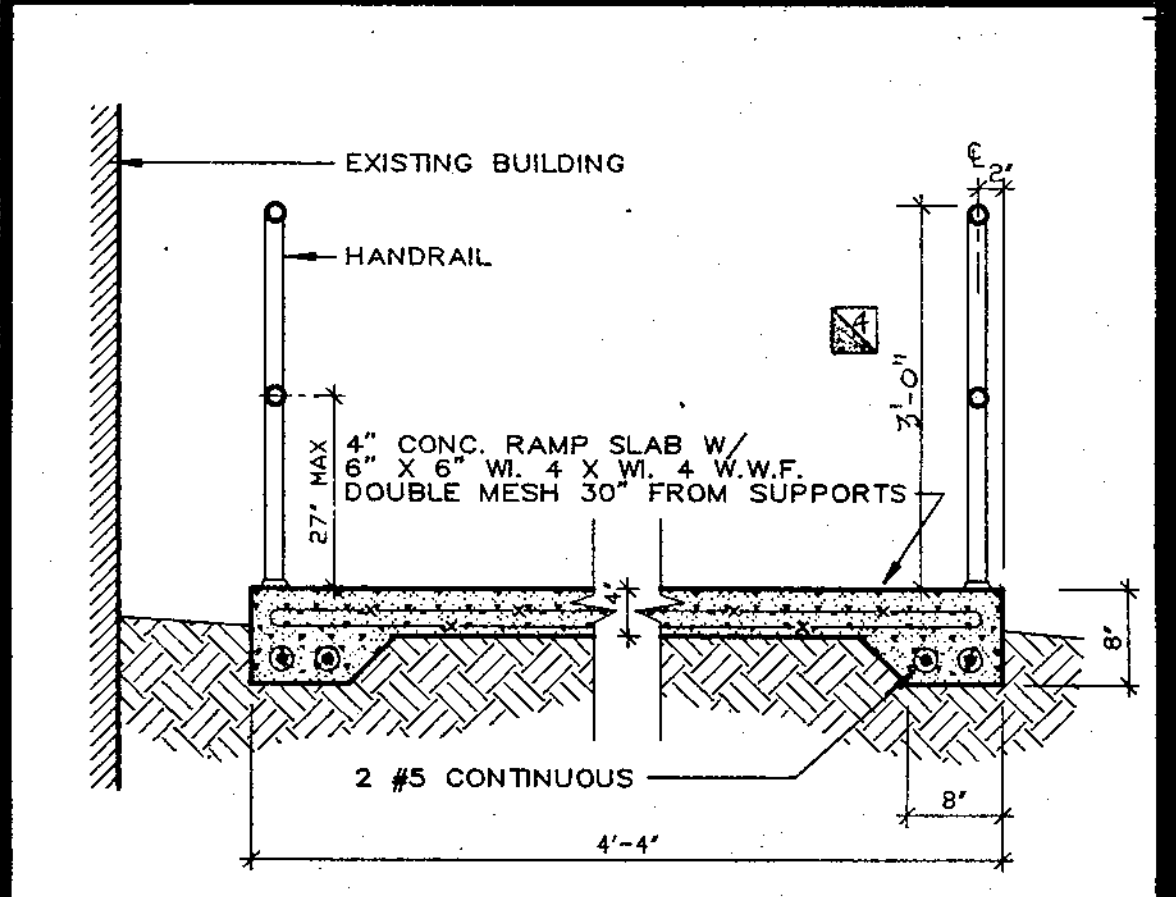 EXISTING BUILDING
℄
2"
HANDRAIL
4
3'-0"
27" MAX
4" CONC. RAMP SLAB W/
6" X 6" W1. 4 X W1. 4 W.W.F.
DOUBLE MESH 30" FROM SUPPORTS
4"
8"
2 #5 CONTINUOUS
8"
4'-4"